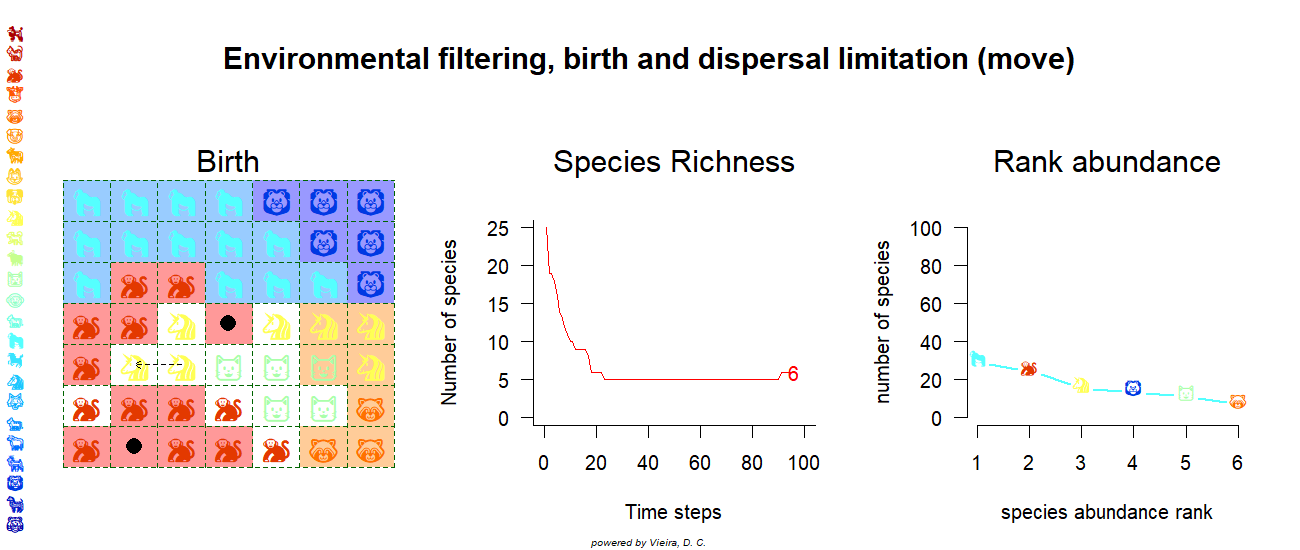 Environmental filtering, birth and dispersal limitation (move)
Birth
Species Richness
Rank abundance
Number of species
25
20
15
10
5
0
6
0 20 40 60 80 100
Time steps
number of species
100
80
60
40
20
0
1 2 3 4 5 6
species abundance rank
powered by Vieira, D. C.